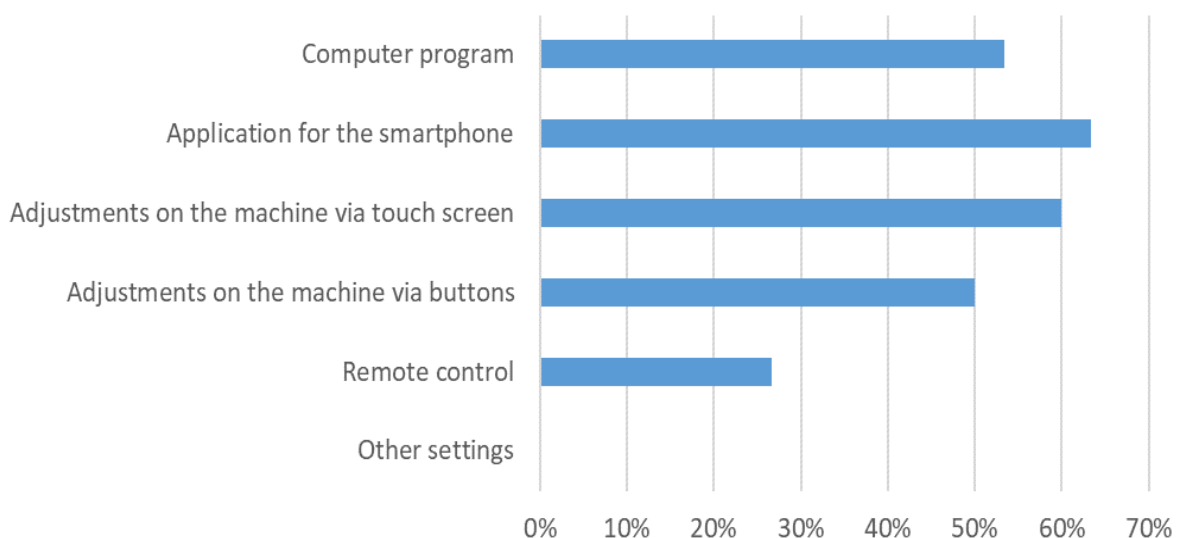 Computer program
Application for the smartphone
Adjustments on the machine via touch screen
Adjustments on the machine via buttons
Remote control
Other settings
0% 10% 20% 30% 40% 50% 60% 70%